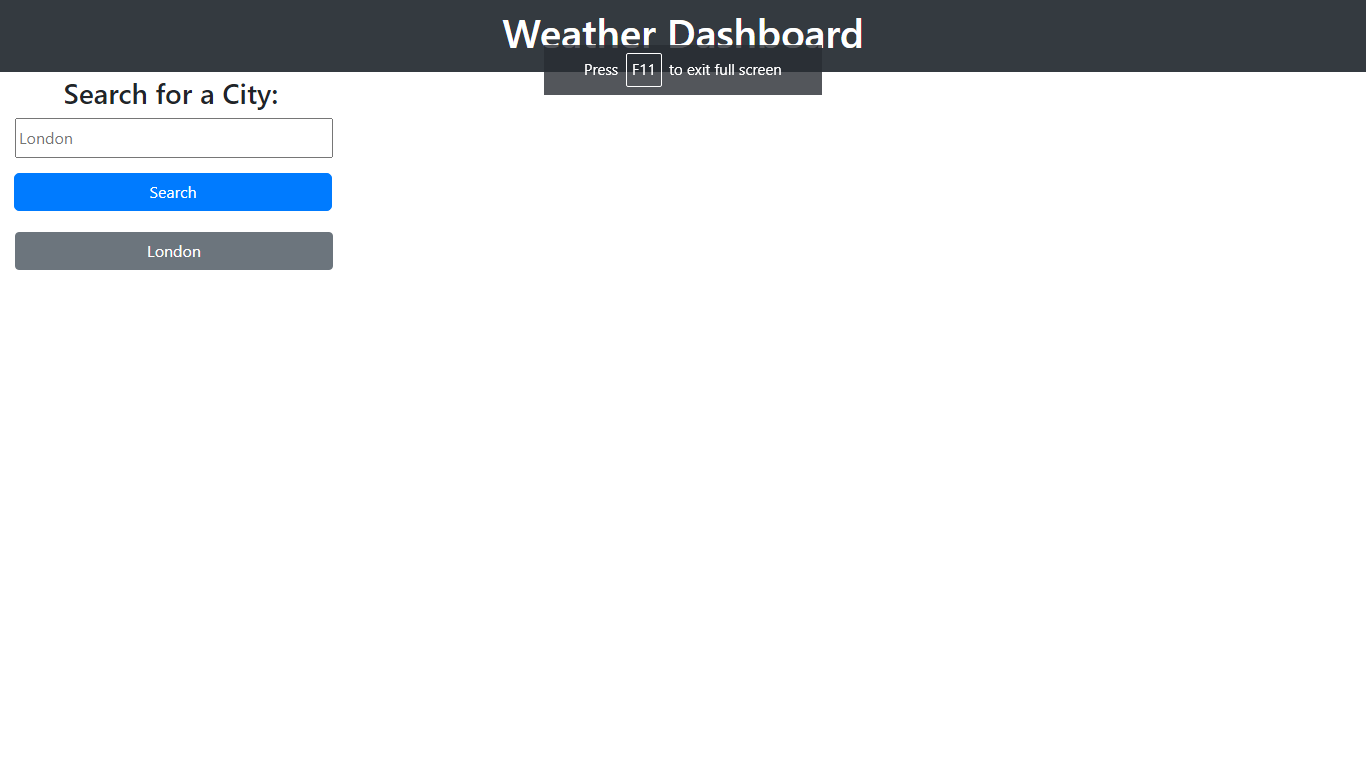 Weather Dashboard
Press F11 to exit full screen
Search for a City:
London
Search
London